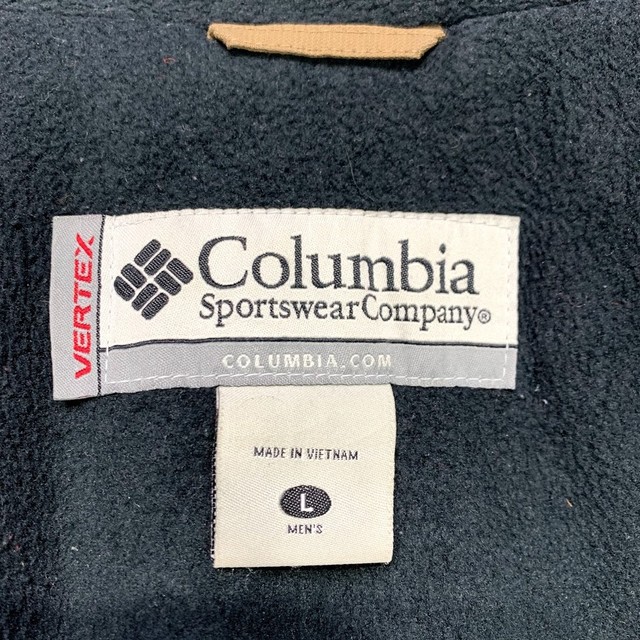 VERTEX
Columbia
Sportswear Company®
COLUMBIA.COM
MADE IN VIETNAM
L
MEN'S